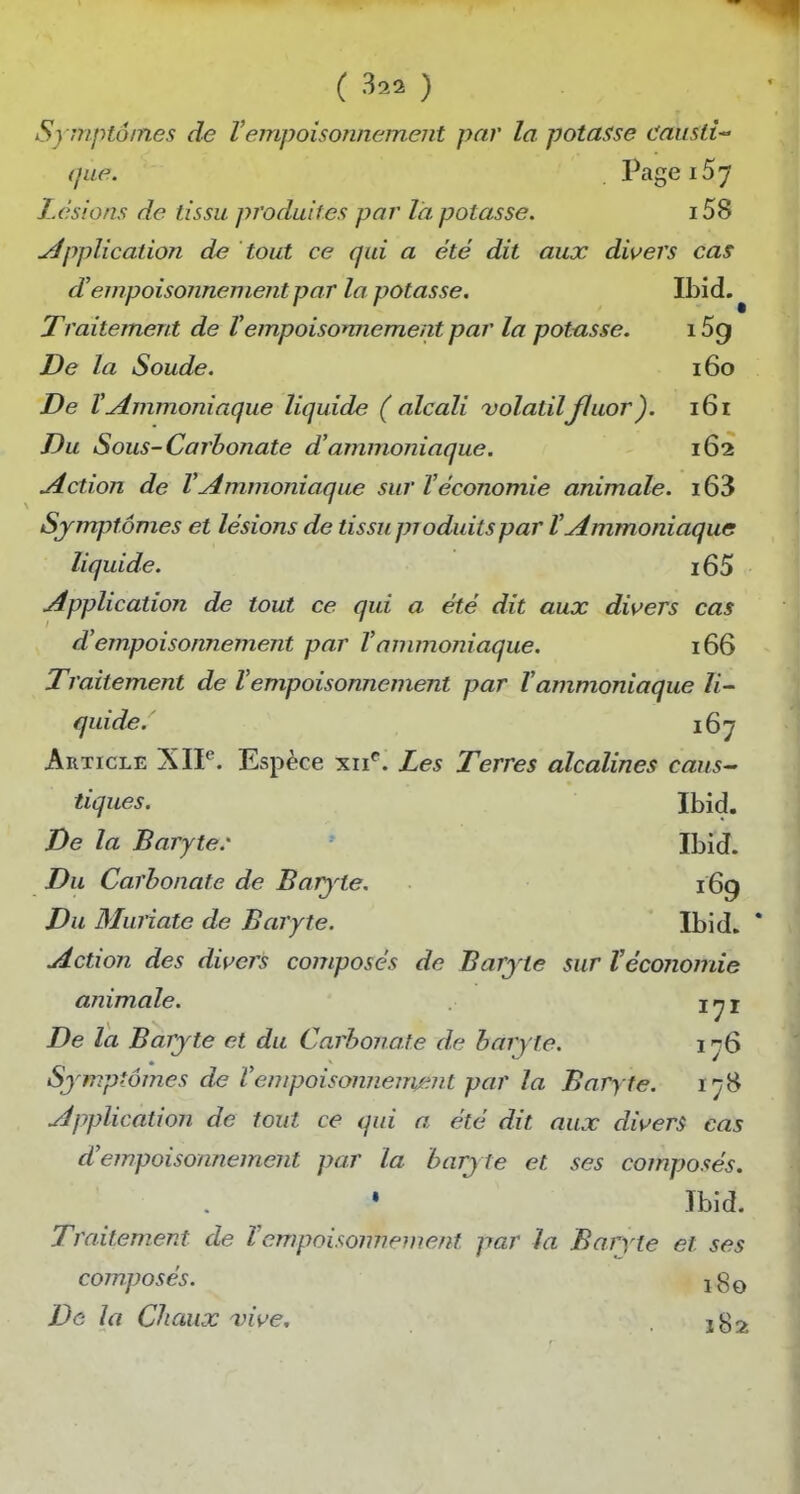 ( 322 )
Symptômes de l'empoisonnement par la potasse causti-
que. Page 157
Lésions de tissu produites par la potasse. 158
Application de tout ce qui a été dit aux divers cas
d'empoisonnement par la potasse. Ibid.
Traitement de l'empoisonnement par la potasse. 159
De la Soude. 160
De l'Ammoniaque liquide (alcali volatil fluor). 161
Du Sous-Carbonate d'ammoniaque. 162
Action de l'Ammoniaque sur l'économie animale. 163
Symptômes et lésions de tissu produits par l'Ammoniaque
liquide. 165
Application de tout ce qui a été dit aux divers cas
d'empoisonnement par l'ammoniaque. 166
Traitement de l'empoisonnement par l'ammoniaque li-
quide. 167
Article XIIe. Espèce xiie. Les Terres alcalines caus-
tiques. Ibid.
De la Baryte. Ibid.
Du Carbonate de Baryte. 169
Du Muriate de Baryte. Ibid.
Action des divers composés de Baryte sur l'économie
animale. 171
De la Baryte et du Carbonate de baryte. 176
Symptômes de l'empoisonnement par la Baryte. 178
Application de tout ce qui a été dit aux divers cas
d'empoisonnement par la baryte et ses composés.
Ibid.
Traitement de l'empoisonnement par la Baryte et ses
composés. 180
De la Chaux vive. 182